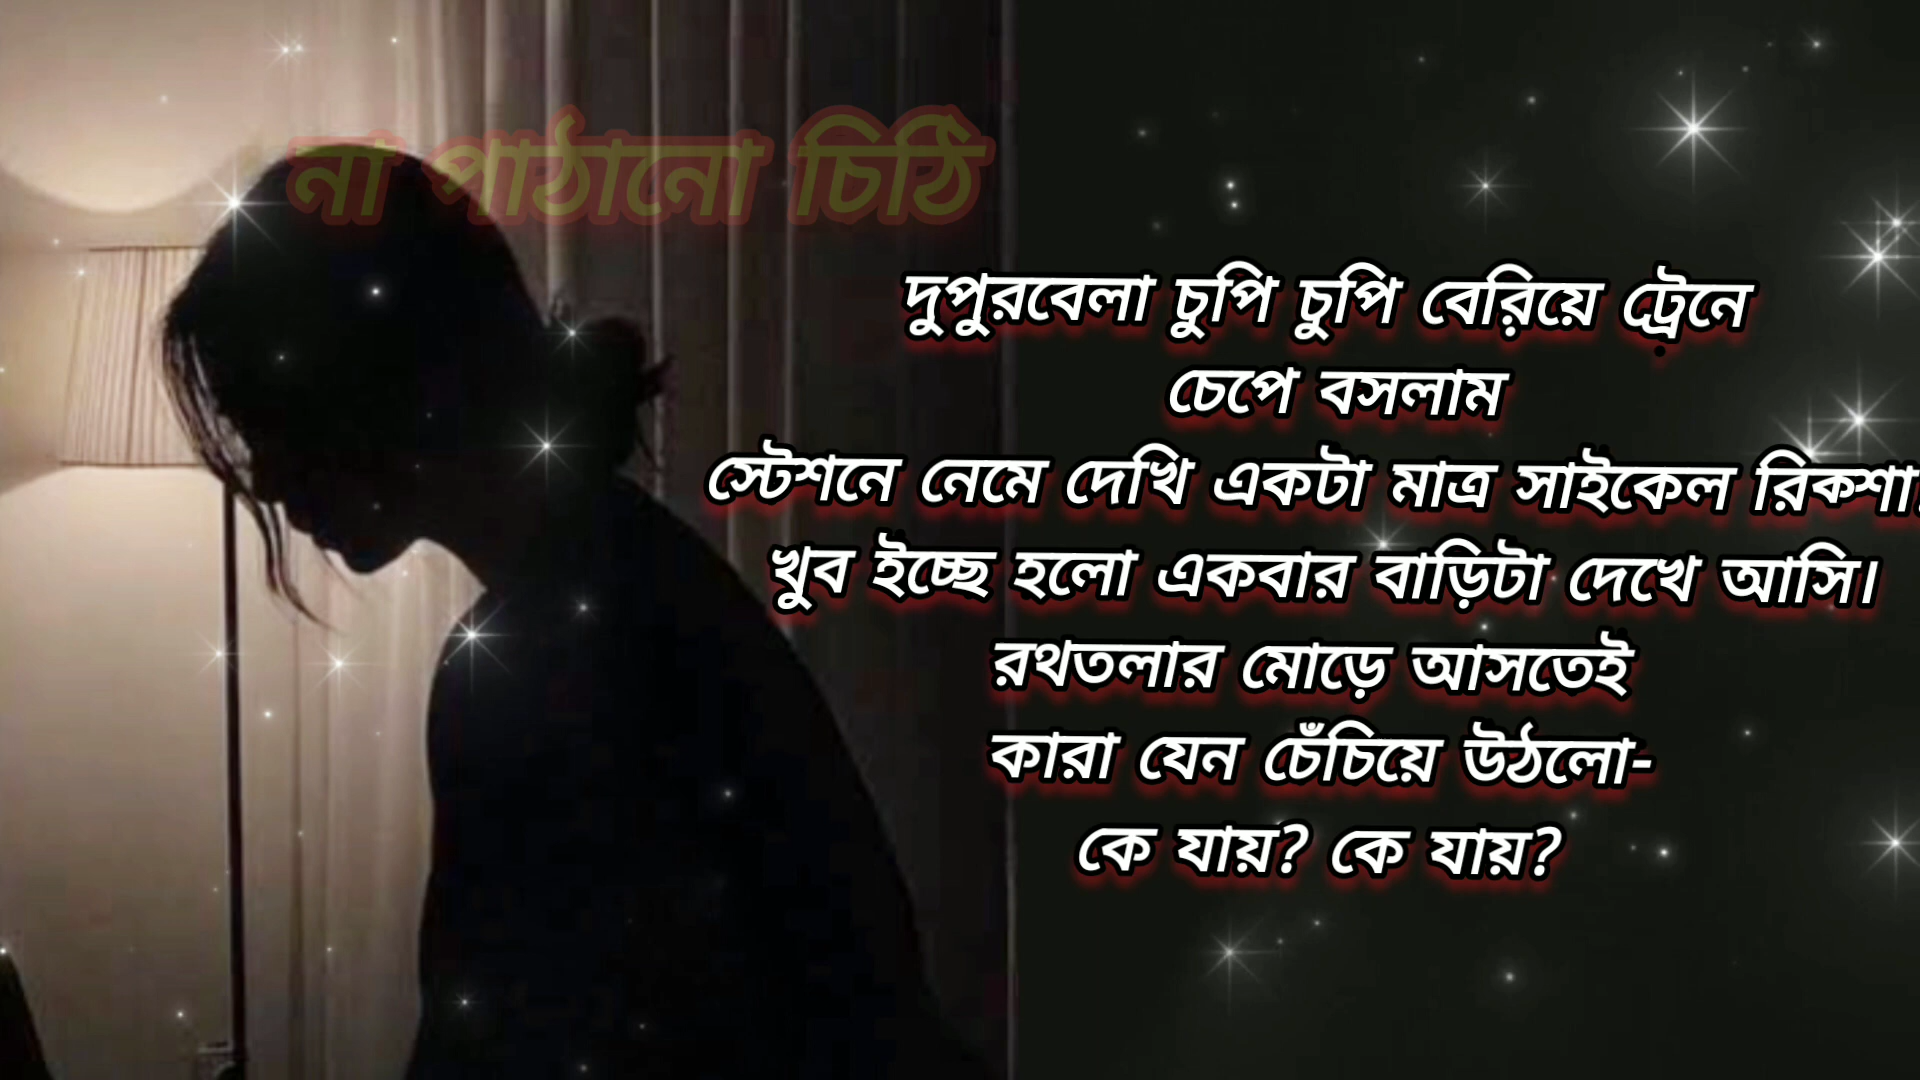 না পাঠানো চিঠি
দুপুরবেলা চুপি চুপি বেরিয়ে ট্রেনে
চেপে বসলাম
স্টেশনে নেমে দেখি একটা মাত্র সাইকেল রিকশা!
খুব ইচ্ছে হলো একবার বাড়িটা দেখে আসি।
রথতলার মোড়ে আসতেই
কারা যেন চেঁচিয়ে উঠলো-
কে যায়? কে যায়?